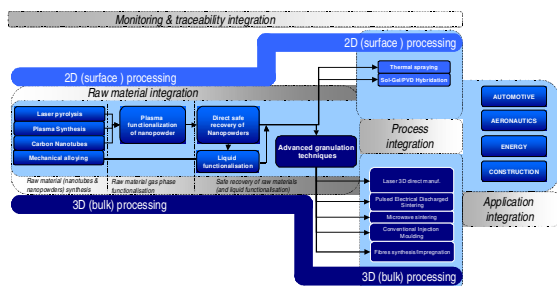 Monitoring & traceability integration
2D (surface ) processing
Thermal spraying
Sol-Gel/PVD Hybridation
2D (surface ) processing
Raw material integration
Laser pyrolysis
Plasma Synthesis
Carbon Nanotubes
Mechanical alloying
Plasma
functionalization
of nanopowder
Direct safe
recovery of
Nanopowders
Liquid
functionalisation
Advanced granulation
techniques
Process
integration
AUTOMOTIVE
AERONAUTICS
ENERGY
CONSTRUCTION
Laser 3D direct manuf.
Pulsed Electrical Discharged
Sintering
Microwave sintering
Conventional Injection
Moulding
Fibres synthesis/impregnation
Raw material (nanotubes &
nanopowders) synthesis
Raw material gas phase
functionalisation
Safe recovery of raw materials
(and liquid functionalisation)
Application
integration
3D (bulk) processing
3D (bulk) processing